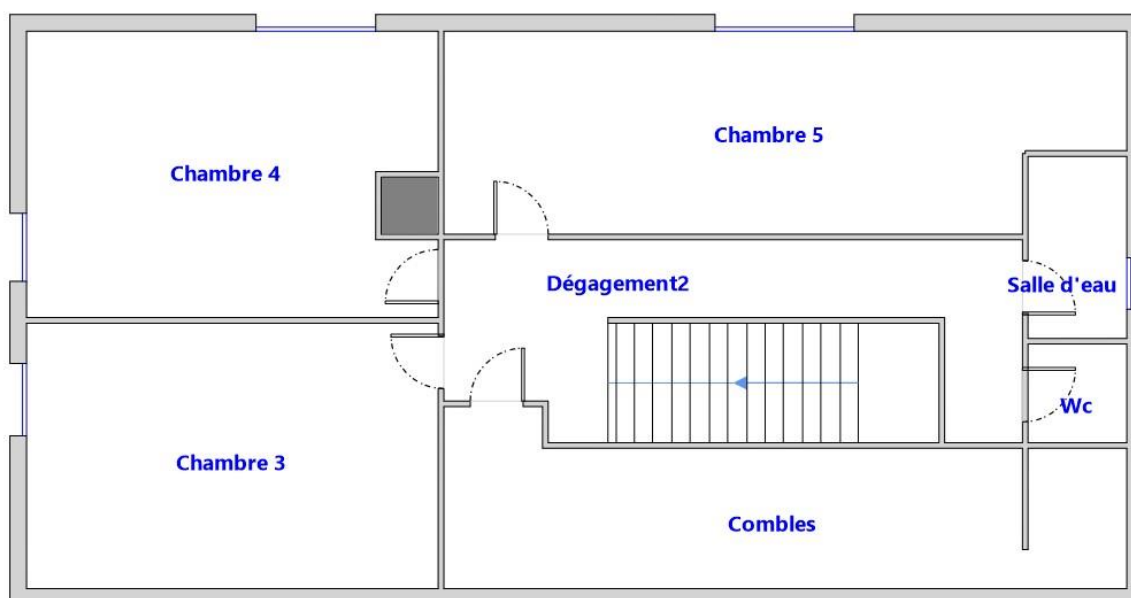 Chambre 5
Chambre 4
Dégagement2
Salle d'eau
Wc
Chambre 3
Combles